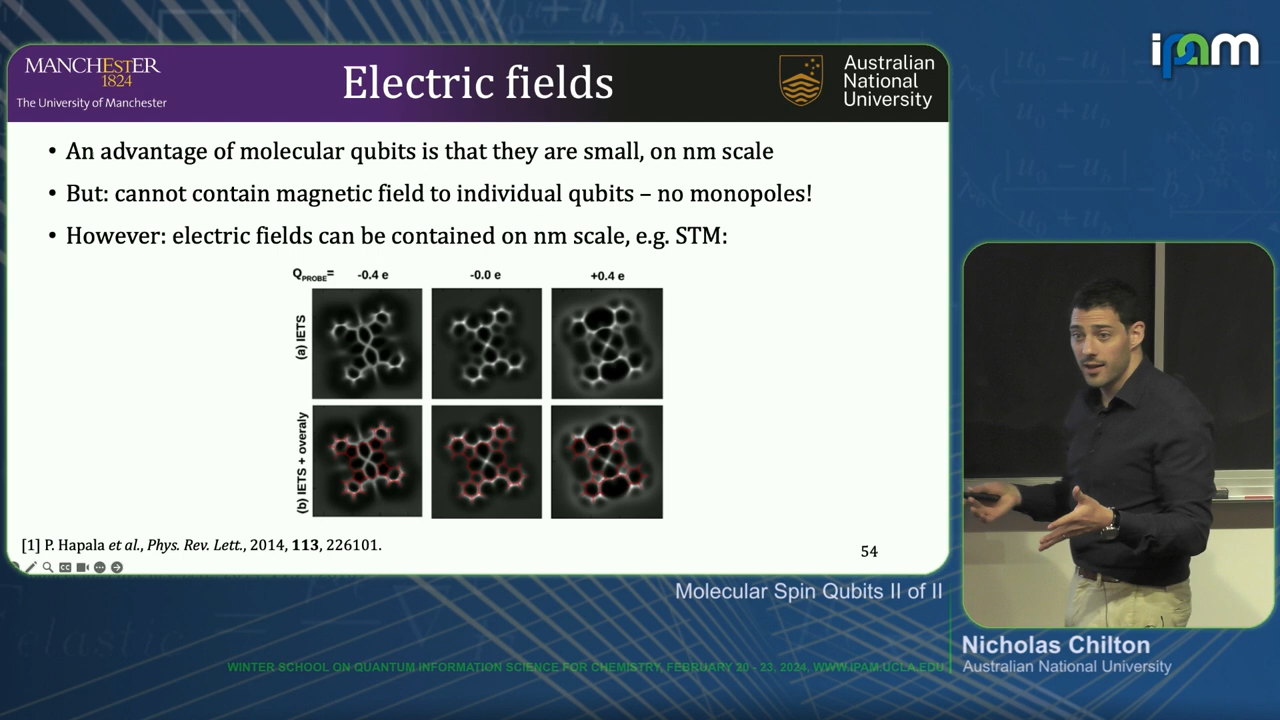 ipam
MANCHESTER
1824
The University of Manchester
Electric fields
Australian
National
University
• An advantage of molecular qubits is that they are small, on nm scale
• But: cannot contain magnetic field to individual qubits – no monopoles!
• However: electric fields can be contained on nm scale, e.g. STM:
QPROBE= -0.4 e -0.0 e +0.4 e
(a) IETS
(b) IETS + overaly
[1] P. Hapala et al., Phys. Rev. Lett., 2014, 113, 226101.
54
CC
Molecular Spin Qubits II of II
Nicholas Chilton
Australian National University
WINTER SCHOOL ON QUANTUM INFORMATION SCIENCE FOR CHEMISTRY, FEBRUARY 20 - 23, 2024, WWW.IPAM.UCLA.EDU
elastic